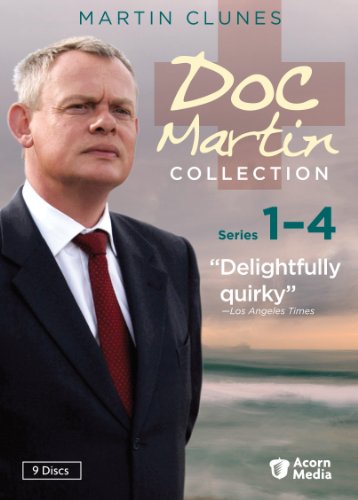 MARTIN CLUNES
Doc
Martin
COLLECTION
Series 1–4
“Delightfully
quirky”
—Los Angeles Times
9 Discs
Acorn
Media